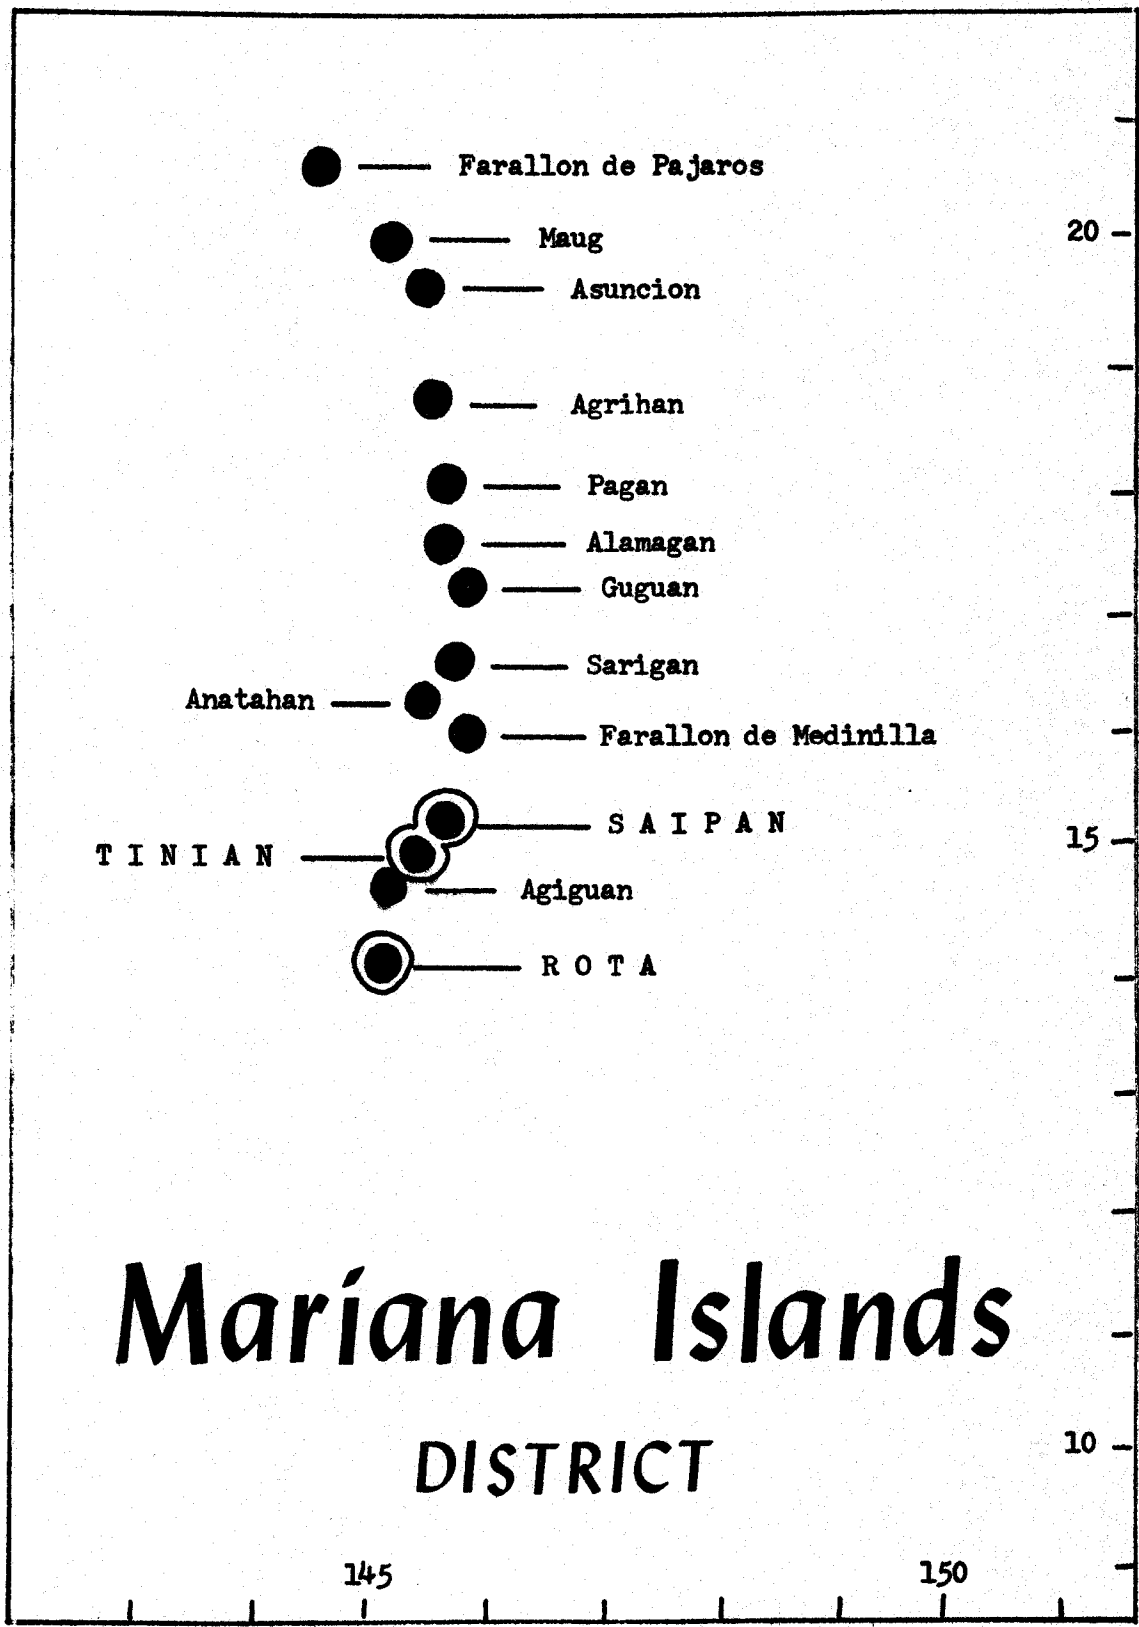 Farallon de Pajaros
20
Maug
Asuncion
Agrihan
Pagan
Alamagan
Guguan
Sarigan
Anatahan
Farallon de Medinilla
SAIPAN
15
TINIAN
Agiguan
ROTA
Mariana Islands
DISTRICT
10
145
150